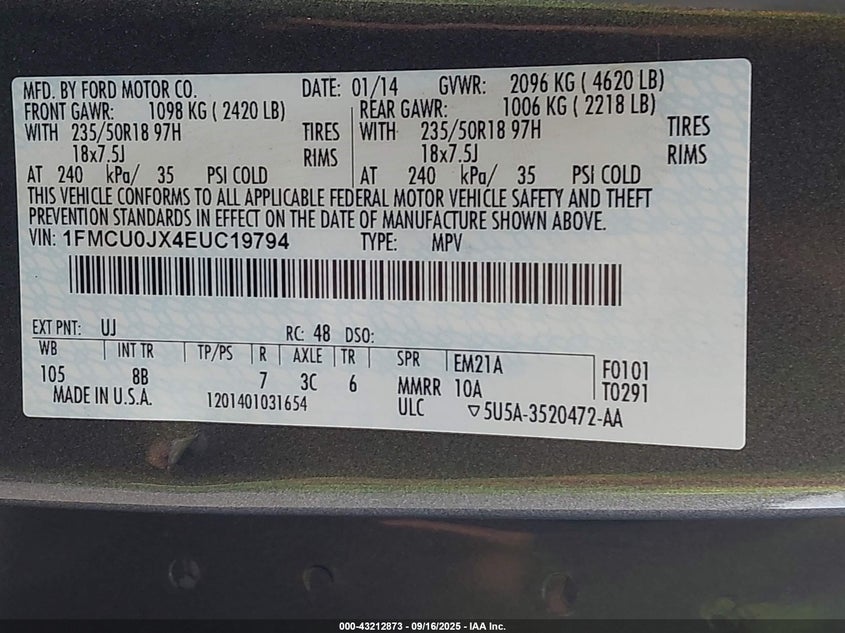 MFD. BY FORD MOTOR CO. DATE: 01/14 GVWR: 2096 KG ( 4620 LB)
FRONT GAWR: 1098 KG ( 2420 LB) REAR GAWR: 1006 KG ( 2218 LB)
WITH 235/50R18 97H TIRES WITH 235/50R18 97H TIRES
18x7.5J RIMS 18x7.5J RIMS
AT 240 kPa/ 35 PSI COLD AT 240 kPa/ 35 PSI COLD
THIS VEHICLE CONFORMS TO ALL APPLICABLE FEDERAL MOTOR VEHICLE SAFETY AND THEFT
PREVENTION STANDARDS IN EFFECT ON THE DATE OF MANUFACTURE SHOWN ABOVE.
VIN: 1FMCU0JX4EUC19794 TYPE: MPV
EXT PNT: UJ RC: 48 DSO:
WB INT TR TP/PS R AXLE TR SPR EM21A F0101
105 8B 7 3C 6 MMRR 10A T0291
MADE IN U.S.A. 1201401031654 ULC ▽5U5A-3520472-AA
000-43212873 - 09/16/2025 - IAA Inc.